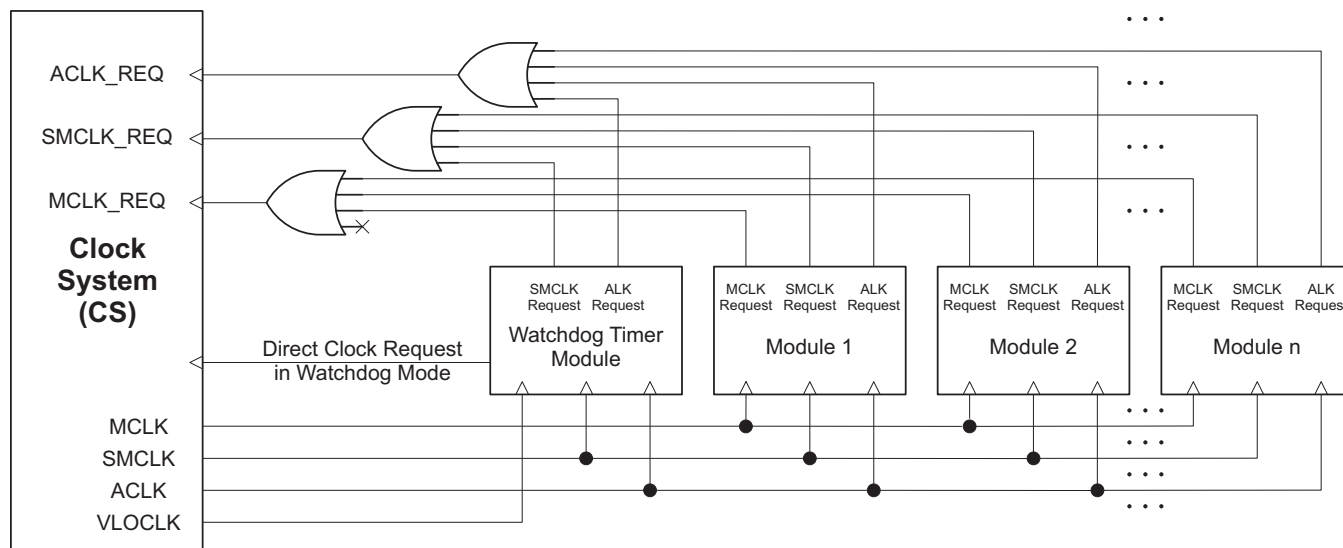 ACLK_REQ
SMCLK_REQ
MCLK_REQ
Clock
System
(CS)
Direct Clock Request
in Watchdog Mode
MCLK
SMCLK
ACLK
VLOCLK
SMCLK
Request
ALK
Request
Watchdog Timer
Module
MCLK
Request
SMCLK
Request
ALK
Request
Module 1
MCLK
Request
SMCLK
Request
ALK
Request
Module 2
MCLK
Request
SMCLK
Request
ALK
Request
Module n